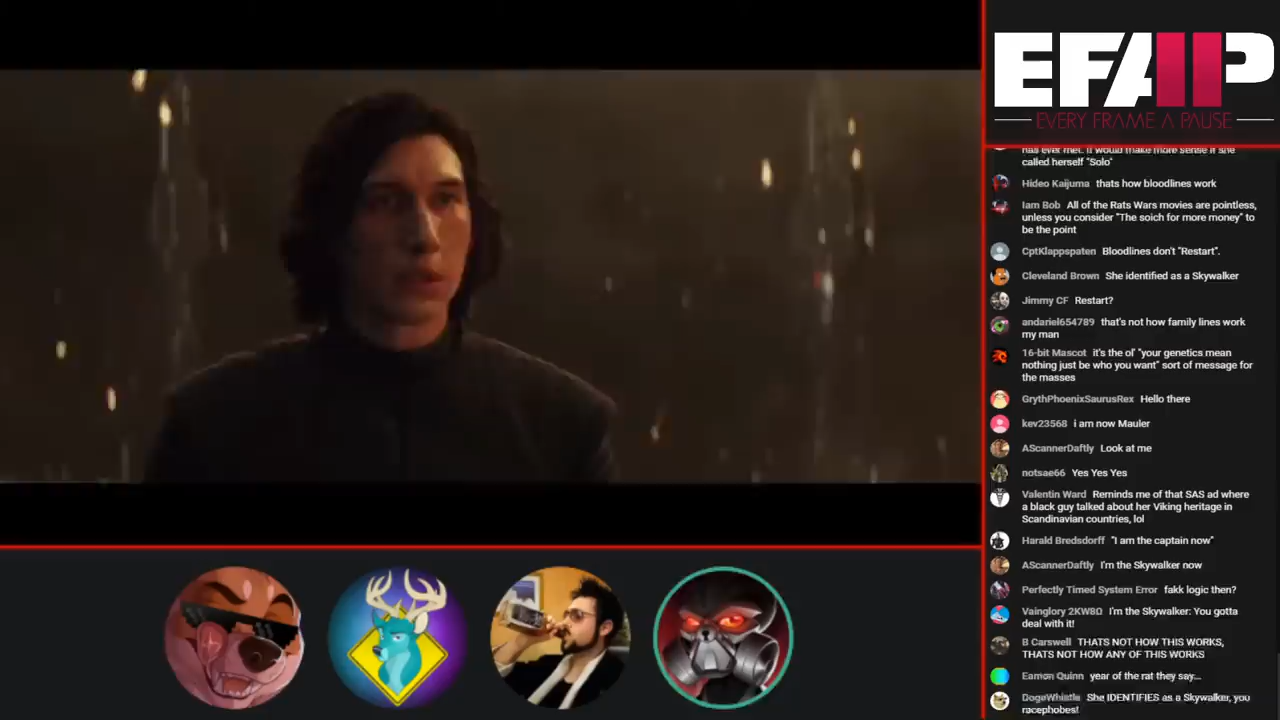 EFAP
EVERY FRAME A PAUSE
has ever met. It would make more sense if she
called herself "Solo"
Hideo Kaijuma thats how bloodlines work
Iam Bob All of the Rats Wars movies are pointless,
unless you consider "The soich for more money" to
be the point
CptKlappspaten Bloodlines don't "Restart".
Cleveland Brown She identified as a Skywalker
Jimmy CF Restart?
andariel654789 that's not how family lines work
my man
16-bit Mascot it's the ol' "your genetics mean
nothing just be who you want" sort of message for
the masses
GrythPhoenixSaurusRex Hello there
kev23568 i am now Mauler
AScannerDaftly Look at me
notsae66 Yes Yes Yes
Valentin Ward Reminds me of that SAS ad where
a black guy talked about her Viking heritage in
Scandinavian countries, lol
Harald Bredsdorff "I am the captain now"
AScannerDaftly I'm the Skywalker now
Perfectly Timed System Error fakk logic then?
Vainglory 2KW8Ω I'm the Skywalker: You gotta
deal with it!
B Carswell THATS NOT HOW THIS WORKS,
THATS NOT HOW ANY OF THIS WORKS
Eamon Quinn year of the rat they say...
DogeWhistle She IDENTIFIES as a Skywalker, you
racephobes!